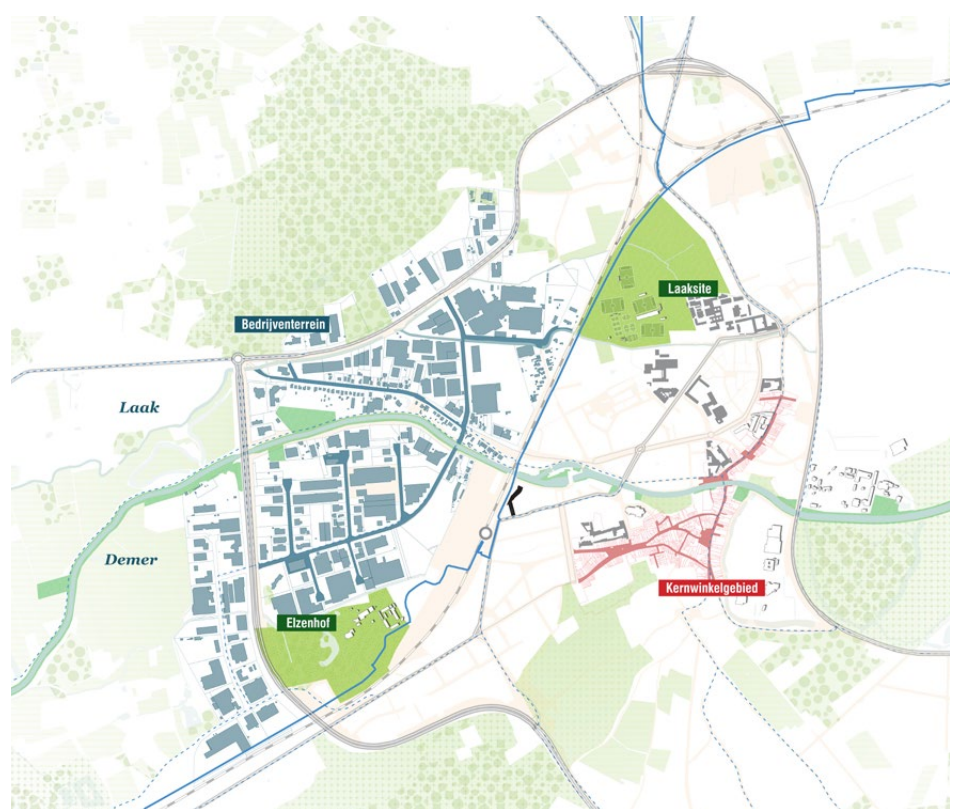 Laaksite
Bedrijventerrein
Laak
Demer
Kernwinkelgebied
Elzenhof